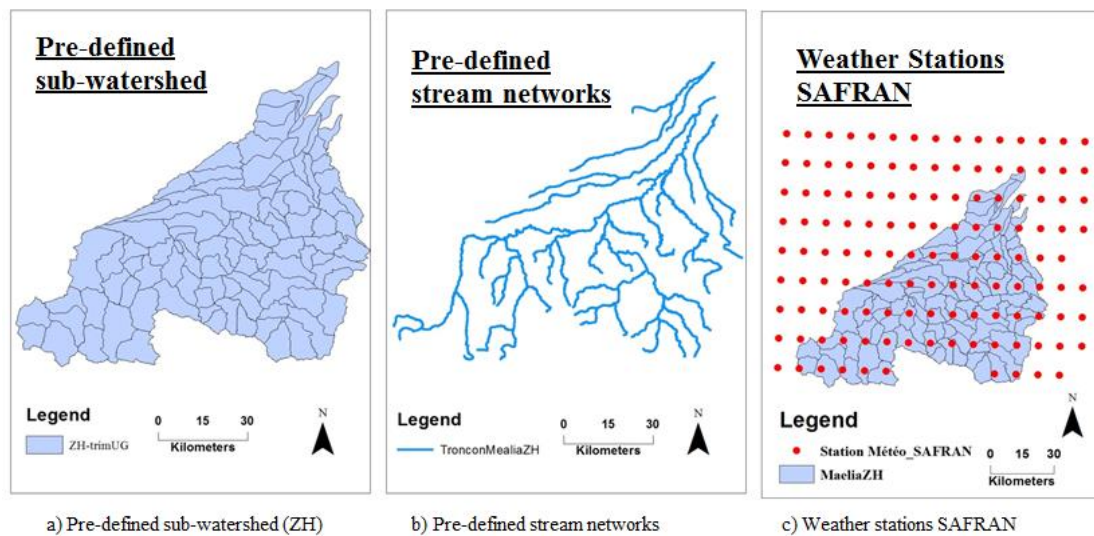 Pre-defined
sub-watershed
Legend
ZH-trimUG
0 15 30
Kilometers
N
Pre-defined
stream networks
Legend
TronconMealiaZH
0 15 30
Kilometers
N
Weather Stations
SAFRAN
Legend
Station Météo_SAFRAN
MaeliaZH
0 15 30
Kilometers
N
a) Pre-defined sub-watershed (ZH)
b) Pre-defined stream networks
c) Weather stations SAFRAN